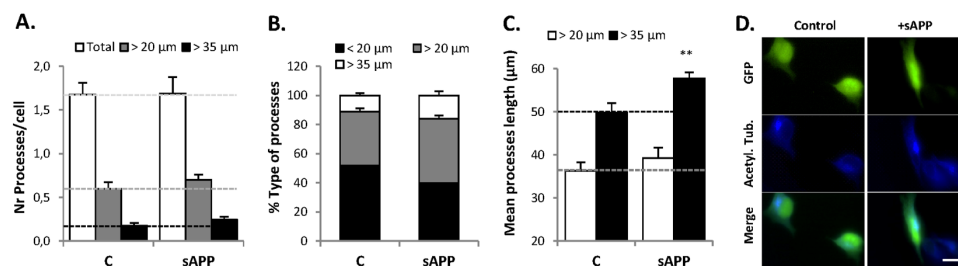 A.
Total > 20 µm > 35 µm
Nr Processes/cell
2,0
1,5
1,0
0,5
0,0
C sAPP
B.
< 20 µm > 20 µm
> 35 µm
% Type of processes
120
100
80
60
40
20
0
C sAPP
C.
> 20 µm > 35 µm
**
Mean processes length (µm)
60
50
40
30
20
C sAPP
D.
Control +sAPP
GFP
Acetyl. Tub.
Merge